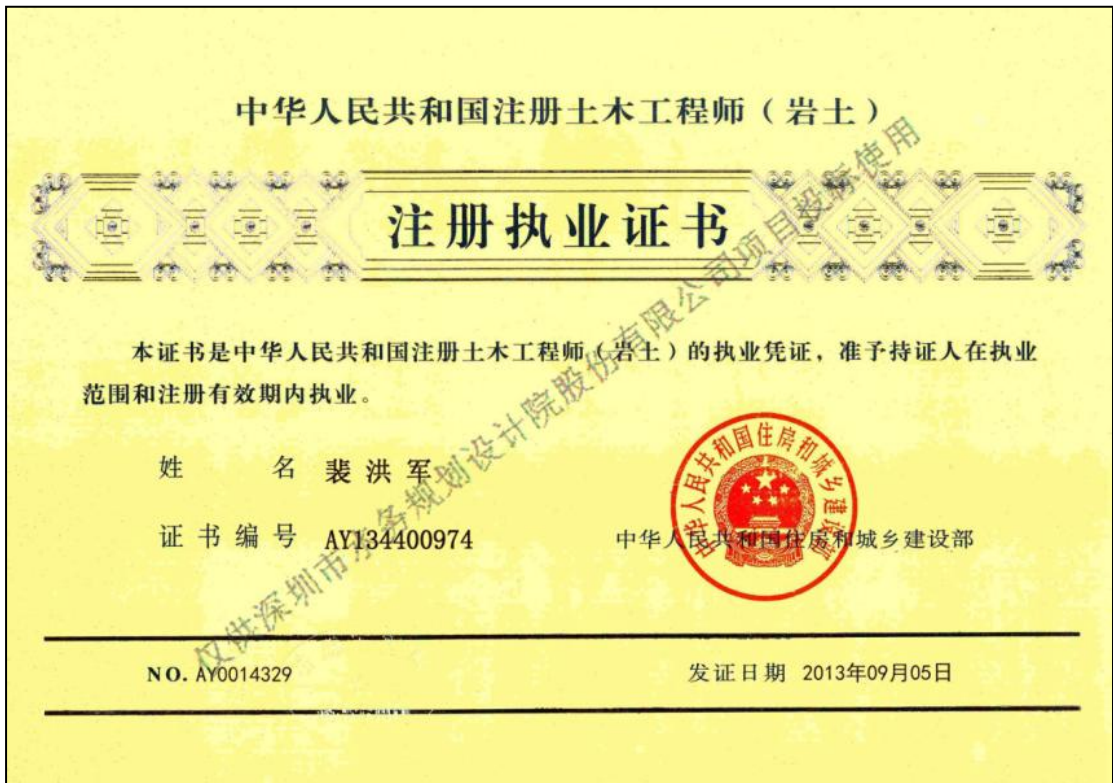 中华人民共和国注册土木工程师（岩土）
注册执业证书
本证书是中华人民共和国注册土木工程师（岩土）的执业凭证，准予持证人在执业
范围和注册有效期内执业。
姓 名 裴洪军
证书编号 AY134400974
中华人民共和国住房和城乡建设部
中华人民共和国住房和城乡建设部
NO. AY0014329
发证日期 2013年09月05日
仅供深圳市水务规划设计院股份有限公司项目投标使用